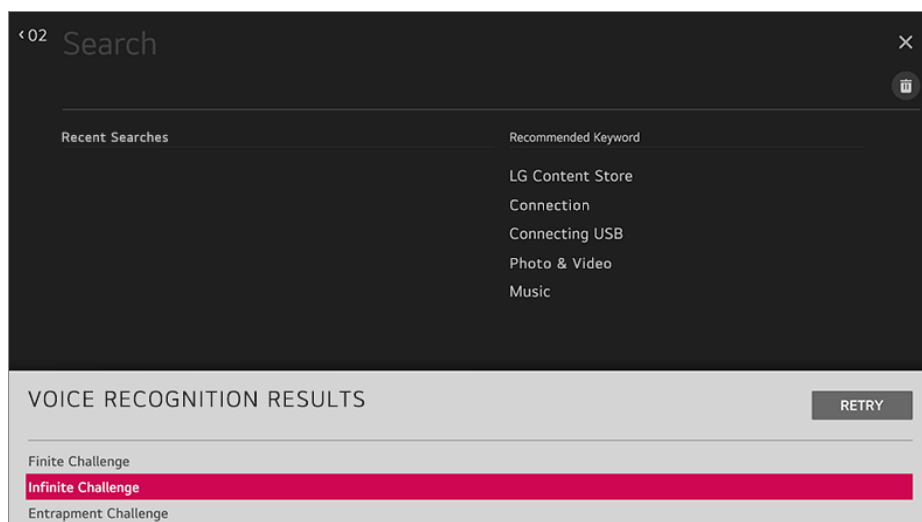 02
Search
Recent Searches
Recommended Keyword
LG Content Store
Connection
Connecting USB
Photo & Video
Music
VOICE RECOGNITION RESULTS
RETRY
Finite Challenge
Infinite Challenge
Entrapment Challenge